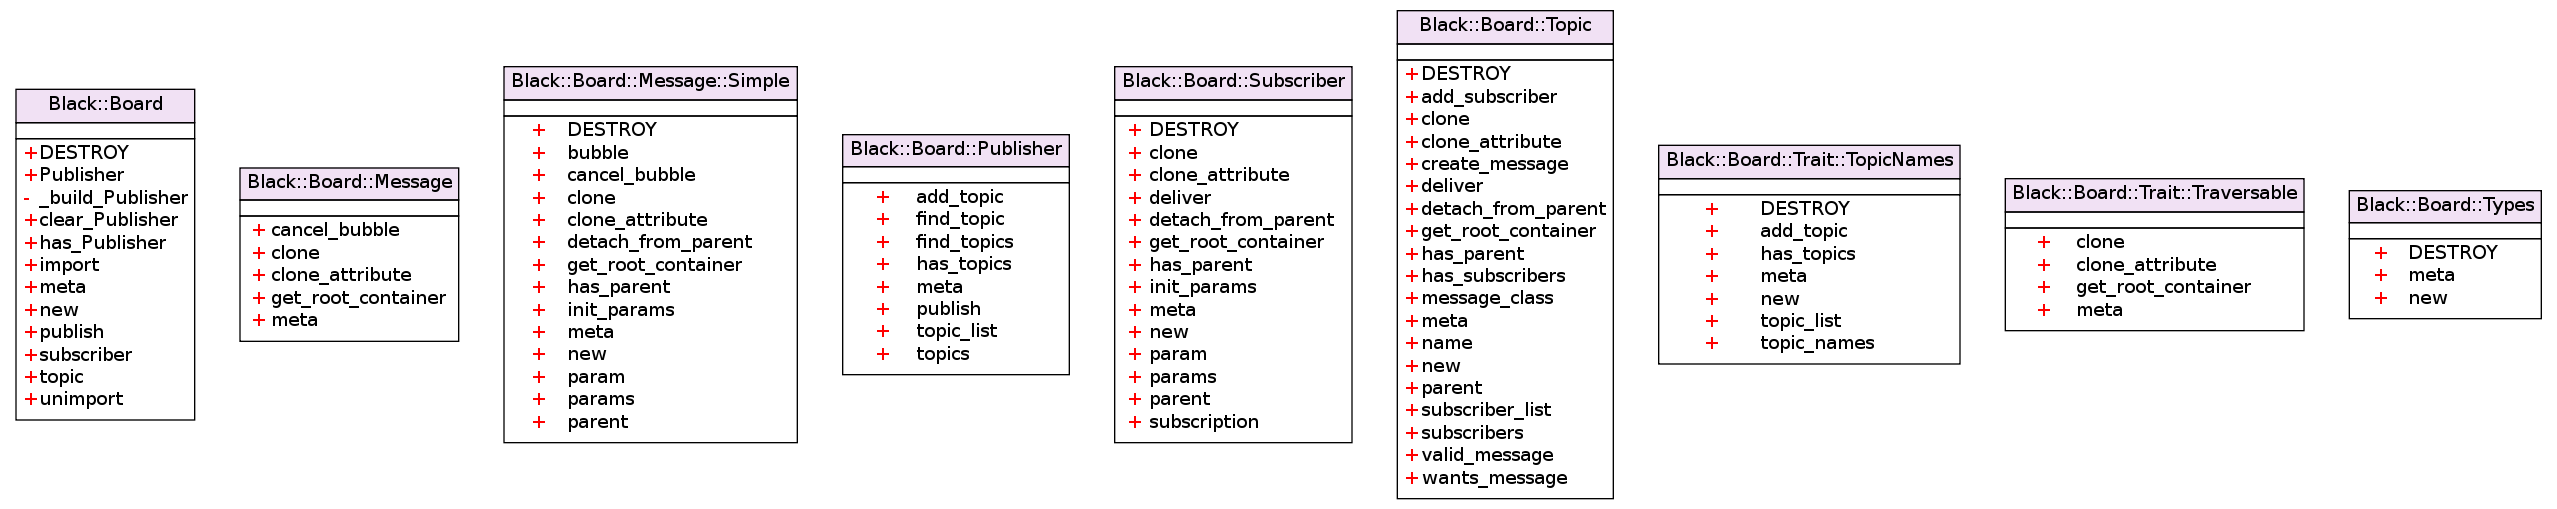 Black::Board
+ DESTROY
+ Publisher
- _build_Publisher
+ clear_Publisher
+ has_Publisher
+ import
+ meta
+ new
+ publish
+ subscriber
+ topic
+ unimport
Black::Board::Message
+ cancel_bubble
+ clone
+ clone_attribute
+ get_root_container
+ meta
Black::Board::Message::Simple
+ DESTROY
+ bubble
+ cancel_bubble
+ clone
+ clone_attribute
+ detach_from_parent
+ get_root_container
+ has_parent
+ init_params
+ meta
+ new
+ param
+ params
+ parent
Black::Board::Publisher
+ add_topic
+ find_topic
+ find_topics
+ has_topics
+ meta
+ publish
+ topic_list
+ topics
Black::Board::Subscriber
+ DESTROY
+ clone
+ clone_attribute
+ deliver
+ detach_from_parent
+ get_root_container
+ has_parent
+ init_params
+ meta
+ new
+ param
+ params
+ parent
+ subscription
Black::Board::Topic
+ DESTROY
+ add_subscriber
+ clone
+ clone_attribute
+ create_message
+ deliver
+ detach_from_parent
+ get_root_container
+ has_parent
+ has_subscribers
+ message_class
+ meta
+ name
+ new
+ parent
+ subscriber_list
+ subscribers
+ valid_message
+ wants_message
Black::Board::Trait::TopicNames
+ DESTROY
+ add_topic
+ has_topics
+ meta
+ new
+ topic_list
+ topic_names
Black::Board::Trait::Traversable
+ clone
+ clone_attribute
+ get_root_container
+ meta
Black::Board::Types
+ DESTROY
+ meta
+ new